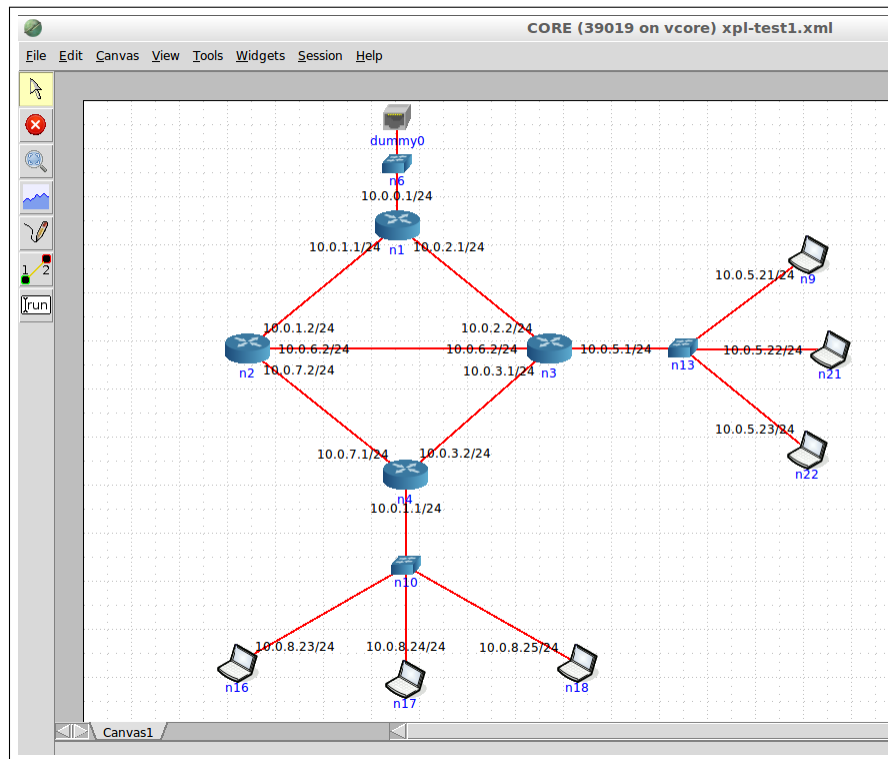 CORE (39019 on vcore) xpl-test1.xml
File Edit Canvas View Tools Widgets Session Help
dummy0
n6
10.0.0.1/24
10.0.1.1/24 n1 10.0.2.1/24
10.0.5.21/24 n9
10.0.1.2/24 10.0.2.2/24
10.0.6.2/24 10.0.6.2/24 10.0.5.1/24 10.0.5.22/24
n2 10.0.7.2/24 10.0.3.1/24 n3 n13 n21
10.0.5.23/24
10.0.7.1/24 10.0.3.2/24
n22
n4
10.0.1.1/24
n10
10.0.8.23/24 10.0.8.24/24 10.0.8.25/24
n16 n17 n18
1 2
run
Canvas1